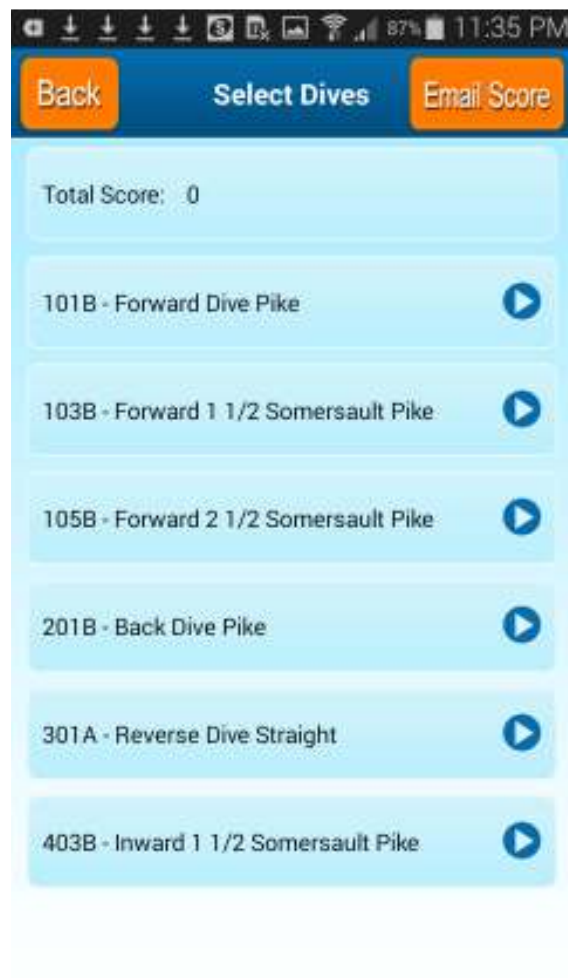 87% 11:35 PM
Back Select Dives Email Score
Total Score: 0
101B - Forward Dive Pike
103B - Forward 1 1/2 Somersault Pike
105B - Forward 2 1/2 Somersault Pike
201B - Back Dive Pike
301A - Reverse Dive Straight
403B - Inward 1 1/2 Somersault Pike